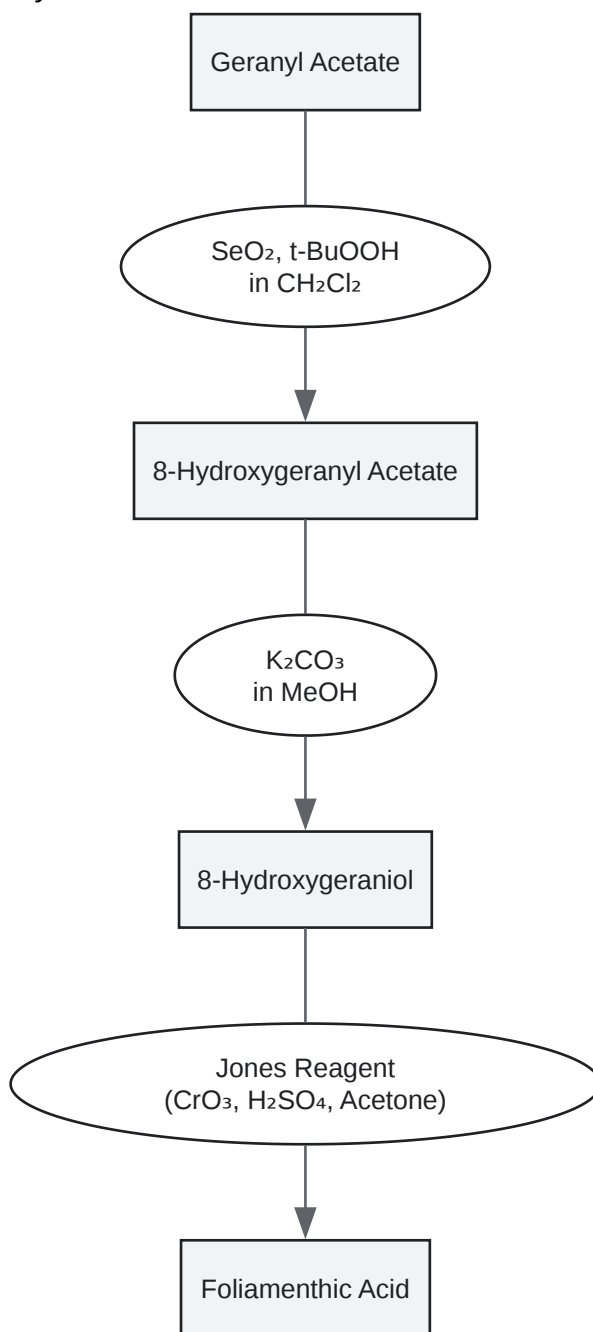 Geranyl Acetate
SeO₂, t-BuOOH
in CH₂Cl₂
8-Hydroxygeranyl Acetate
K₂CO₃
in MeOH
8-Hydroxygeraniol
Jones Reagent
(CrO₃, H₂SO₄, Acetone)
Foliamenthic Acid